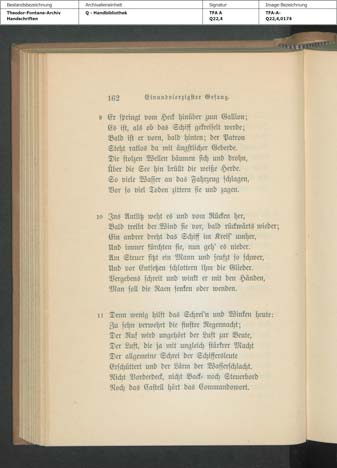 Bestandsbezeichnung
Archivalieneinheit
Signatur
Image-Bezeichnung
Theodor-Fontane-Archiv
Handschriften
Q - Handbibliothek
TFA A
Q22,4
TFA-A-
Q22,4,0174
162 Einundvierzigster Gesang.
9 Er springt vom Heck hinüber zum Gallion;
Es ist, als ob das Schiff gekreiselt werde;
Bald ist er vorn, bald hinten; der Patron
Steht ratlos da mit ängstlicher Geberde.
Die stolzen Wellen bäumen sich und drohn,
Über die See hin brüllt die weiße Herde.
So viele Wasser an das Fahrzeug schlagen,
Vor so viel Toden zittern sie und zagen.
10 Ins Antlitz weht es und vom Rücken her,
Bald treibt der Wind sie vor, bald rückwärts wieder;
Ein andrer dreht das Schiff im Kreis' umher,
Und immer fürchten sie, nun geh' es nieder.
Am Steuer sitzt ein Mann und seufzt so schwer,
Und vor Entsetzen schlottern ihm die Glieder.
Vergebens schreit und winkt er mit den Händen,
Man soll die Raen senken oder wenden.
11 Denn wenig hilft das Schrei'n und Winken heute:
Zu sehn verwehrt die finstre Regennacht;
Der Ruf wird ungehört der Luft zur Beute,
Der Luft, die ja mit ungleich stärkrer Macht
Der allgemeine Schrei der Schiffersleute
Erschüttert und der Lärm der Wasserschlacht.
Nicht Vorderdeck, nicht Back- noch Steuerbord
Noch das Castell hört das Commandowort.